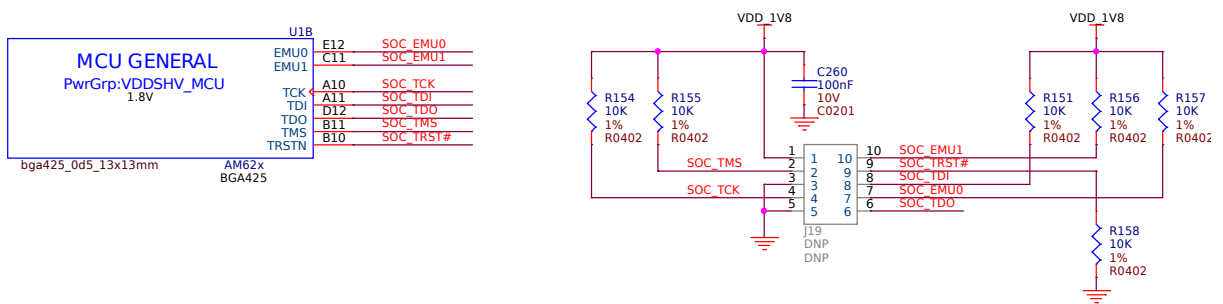 U1B
MCU GENERAL
PwrGrp:VDDSHV_MCU
1.8V
EMU0 E12 SOC_EMU0
EMU1 C11 SOC_EMU1
TCK A10 SOC_TCK
TDI A11 SOC_TDI
TDO D12 SOC_TDO
TMS B11 SOC_TMS
TRSTN B10 SOC_TRST#
bga425_0d5_13x13mm
AM62x
BGA425
VDD_1V8
VDD_1V8
R154
10K
1%
R0402
R155
10K
1%
R0402
C260
100nF
10V
C0201
R151
10K
1%
R0402
R156
10K
1%
R0402
R157
10K
1%
R0402
1 1 10 10 SOC_EMU1
SOC_TMS 2 2 9 9 SOC_TRST#
3 3 8 8 SOC_TDI
SOC_TCK 4 4 7 7 SOC_EMU0
5 5 6 6 SOC_TDO
J19
DNP
DNP
R158
10K
1%
R0402